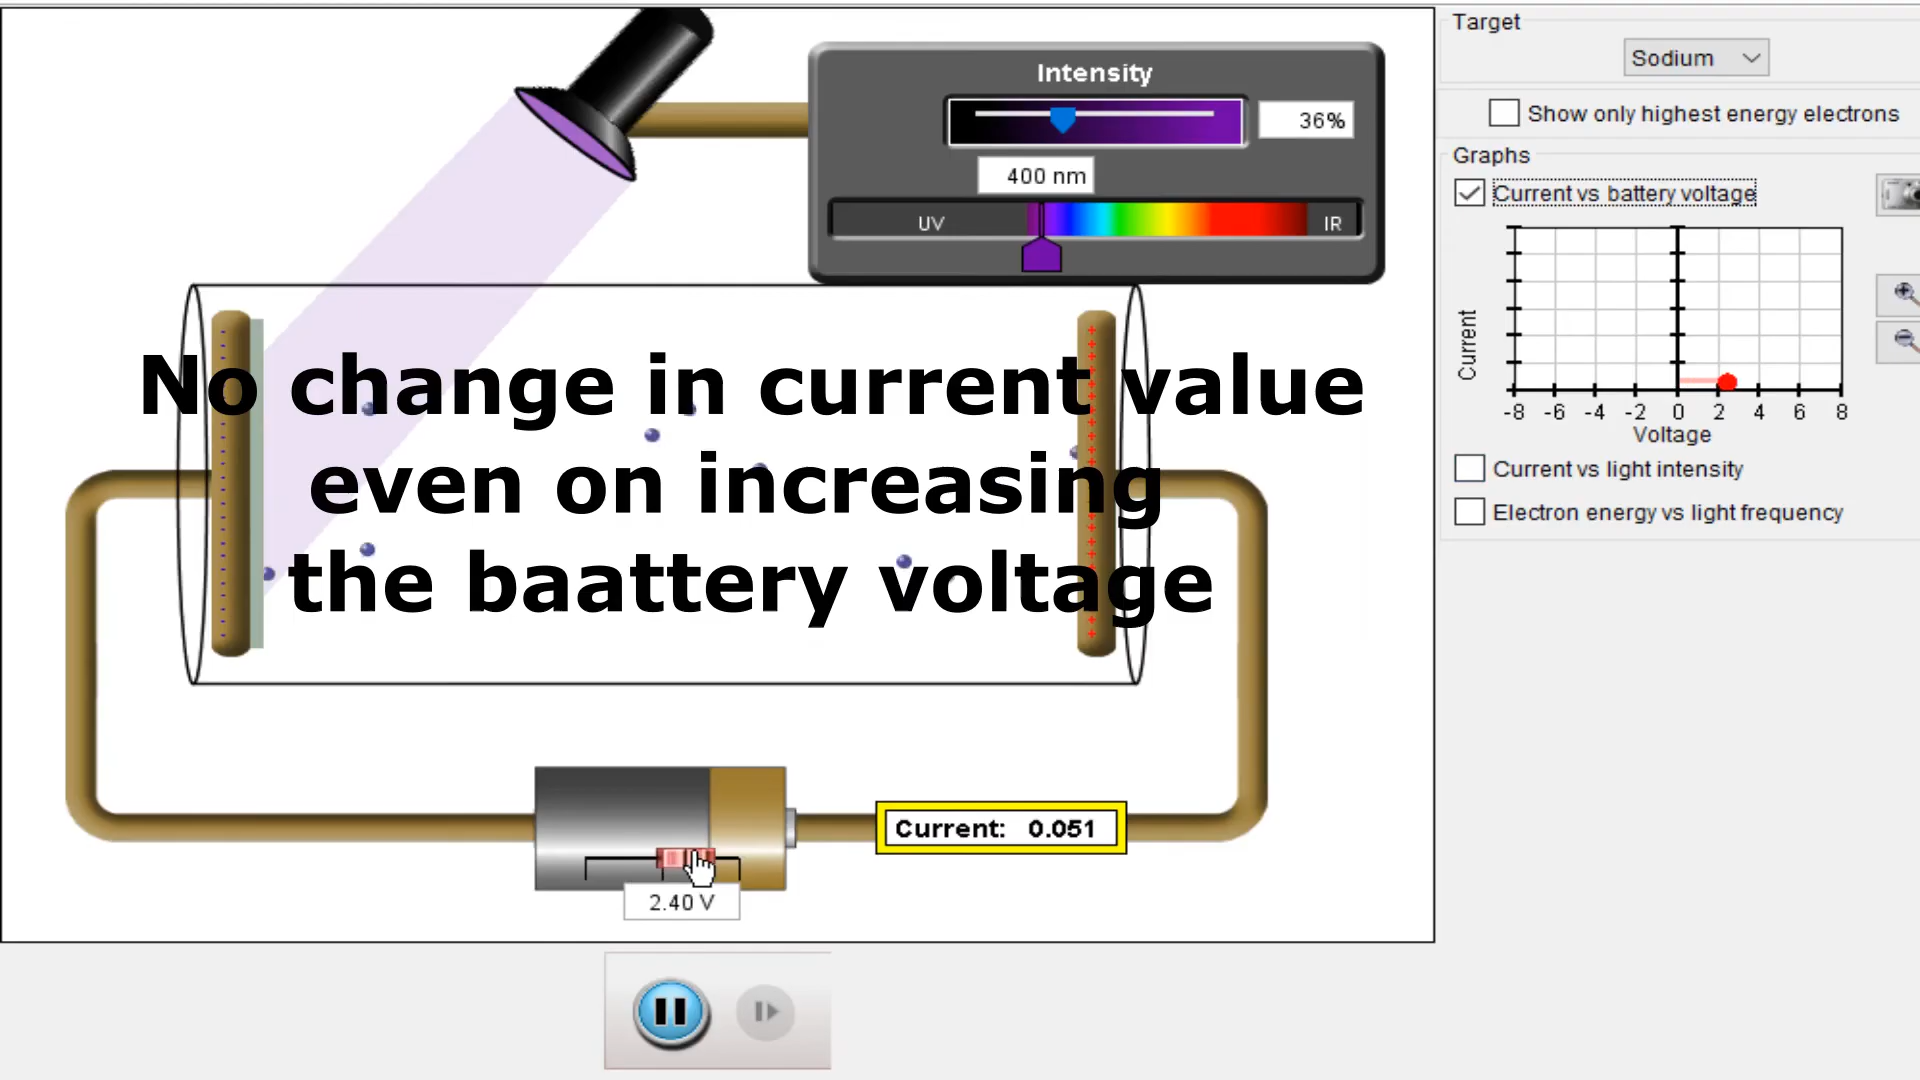 Intensity
36%
400 nm
UV
IR
No change in current value
even on increasing
the baattery voltage
Current: 0.051
2.40 V
Target
Sodium
Show only highest energy electrons
Graphs
Current vs battery voltage
Current
-8 -6 -4 -2 0 2 4 6 8
Voltage
Current vs light intensity
Electron energy vs light frequency